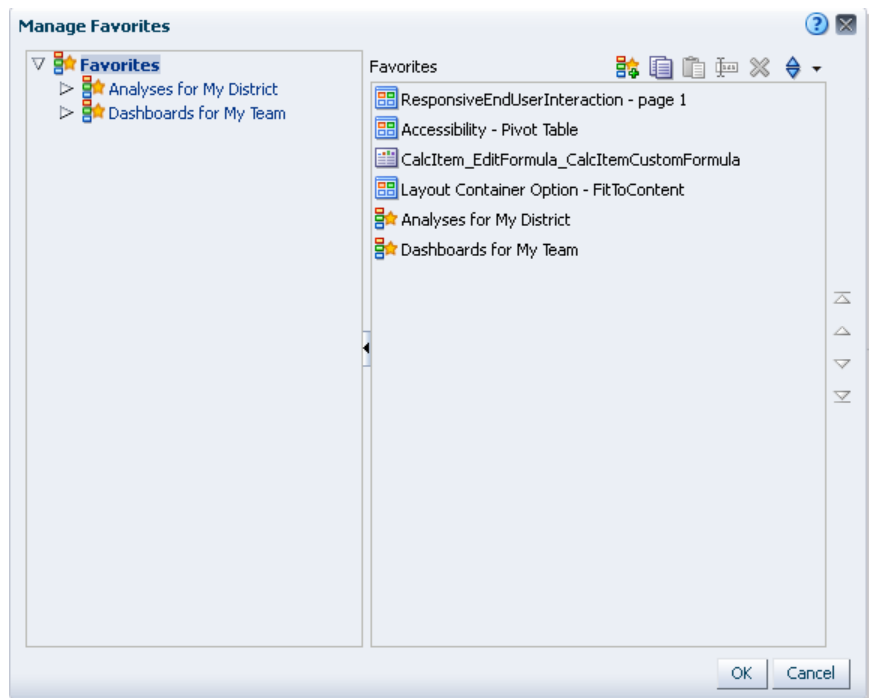 Manage Favorites
Favorites
Analyses for My District
Dashboards for My Team
Favorites
ResponsiveEndUserInteraction - page 1
Accessibility - Pivot Table
CalcItem_EditFormula_CalcItemCustomFormula
Layout Container Option - FitToContent
Analyses for My District
Dashboards for My Team
OK
Cancel